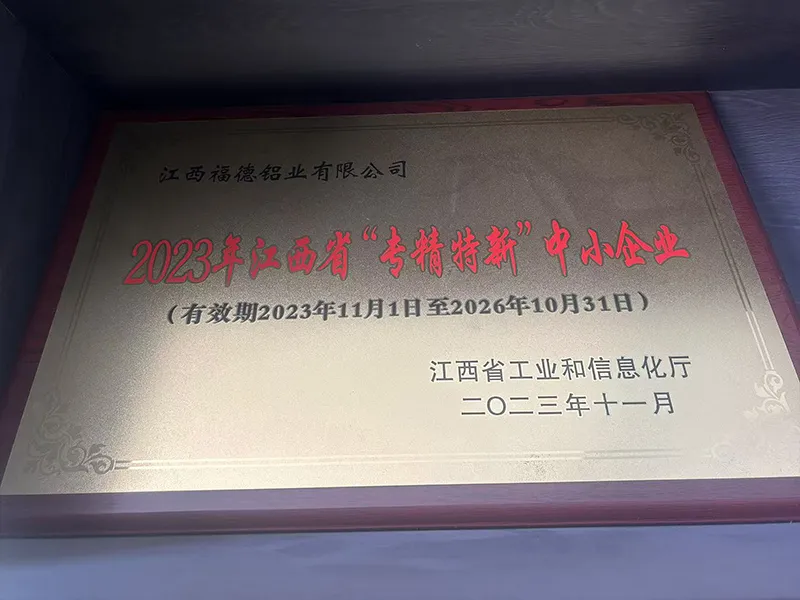 江西福德铝业有限公司
2023年江西省“专精特新”中小企业
（有效期2023年11月1日至2026年10月31日）
江西省工业和信息化厅
二〇二三年十一月